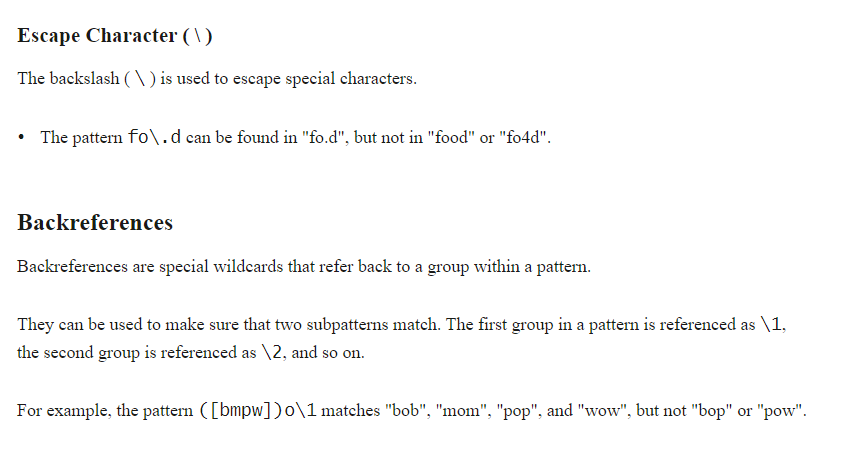 Escape Character (\)
The backslash (\) is used to escape special characters.
• The pattern fo\.d can be found in "fo.d", but not in "food" or "fo4d".
Backreferences
Backreferences are special wildcards that refer back to a group within a pattern.
They can be used to make sure that two subpatterns match. The first group in a pattern is referenced as \1,
the second group is referenced as \2, and so on.
For example, the pattern ([bmpw])o\1 matches "bob", "mom", "pop", and "wow", but not "bop" or "pow".